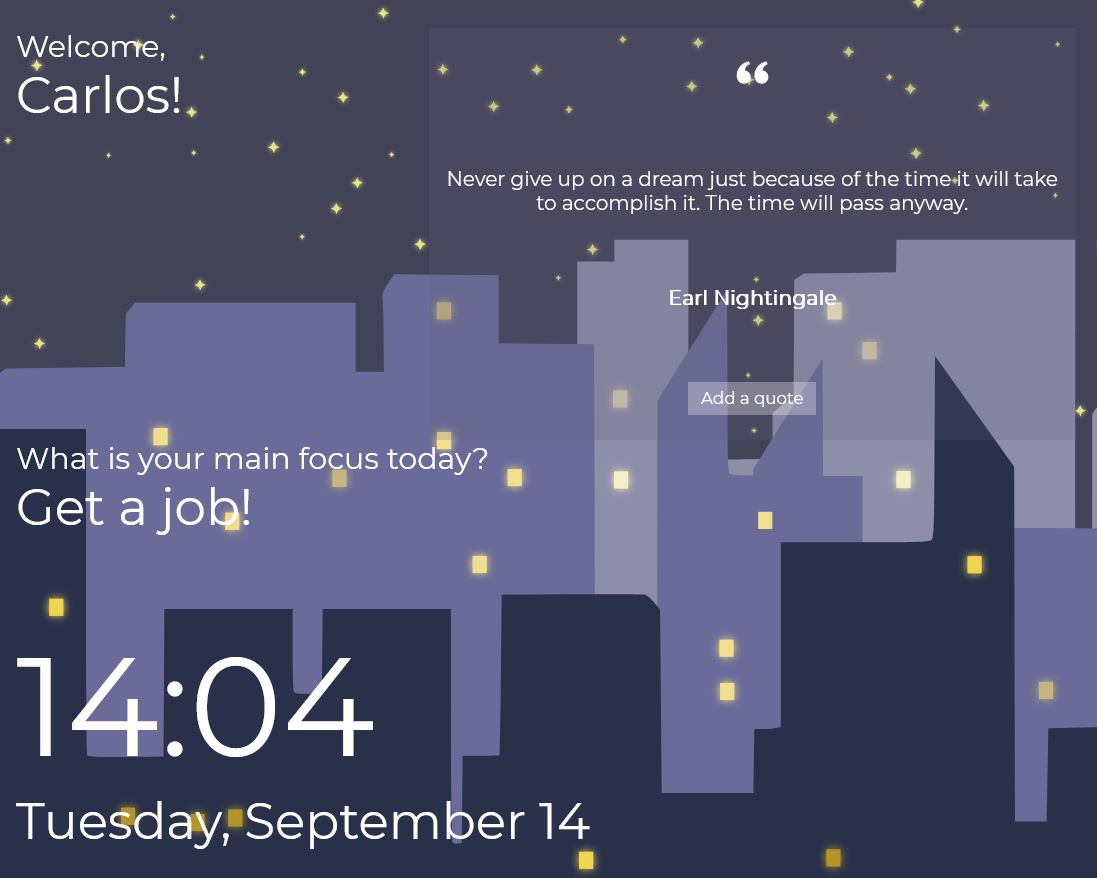 Welcome,
Carlos!
“
Never give up on a dream just because of the time it will take
to accomplish it. The time will pass anyway.
Earl Nightingale
Add a quote
What is your main focus today?
Get a job!
14:04
Tuesday, September 14